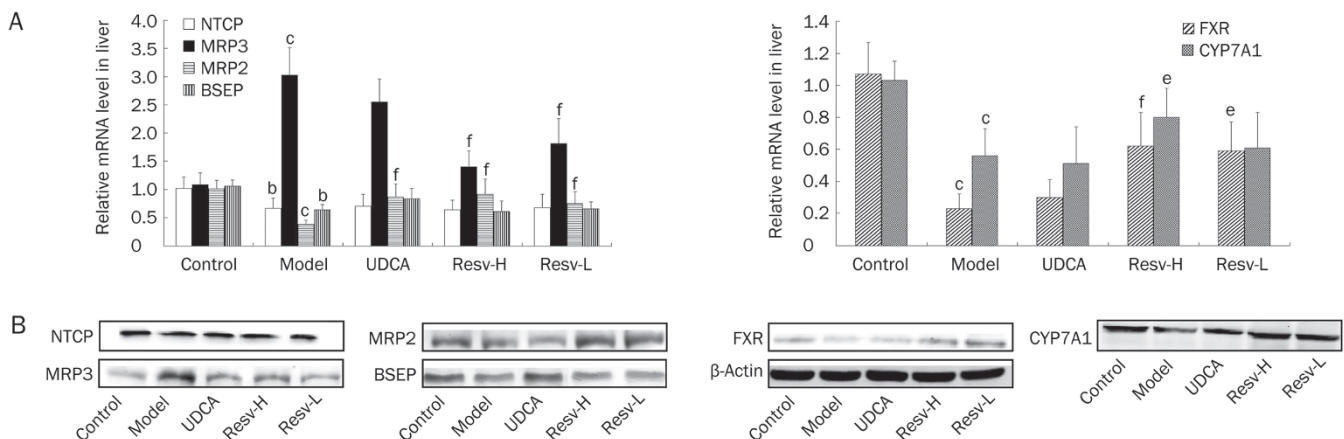 A
Relative mRNA level in liver
4.0
3.5
3.0
2.5
2.0
1.5
1.0
0.5
0
NTCP
MRP3
MRP2
BSEP
b
c
c
b
f
f
f
f
f
Control
Model
UDCA
Resv-H
Resv-L
Relative mRNA level in liver
1.4
1.2
1.0
0.8
0.6
0.4
0.2
0
FXR
CYP7A1
c
c
f
e
e
Control
Model
UDCA
Resv-H
Resv-L
B
NTCP
MRP3
Control
Model
UDCA
Resv-H
Resv-L
MRP2
BSEP
Control
Model
UDCA
Resv-H
Resv-L
FXR
β-Actin
Control
Model
UDCA
Resv-H
Resv-L
CYP7A1
Control
Model
UDCA
Resv-H
Resv-L